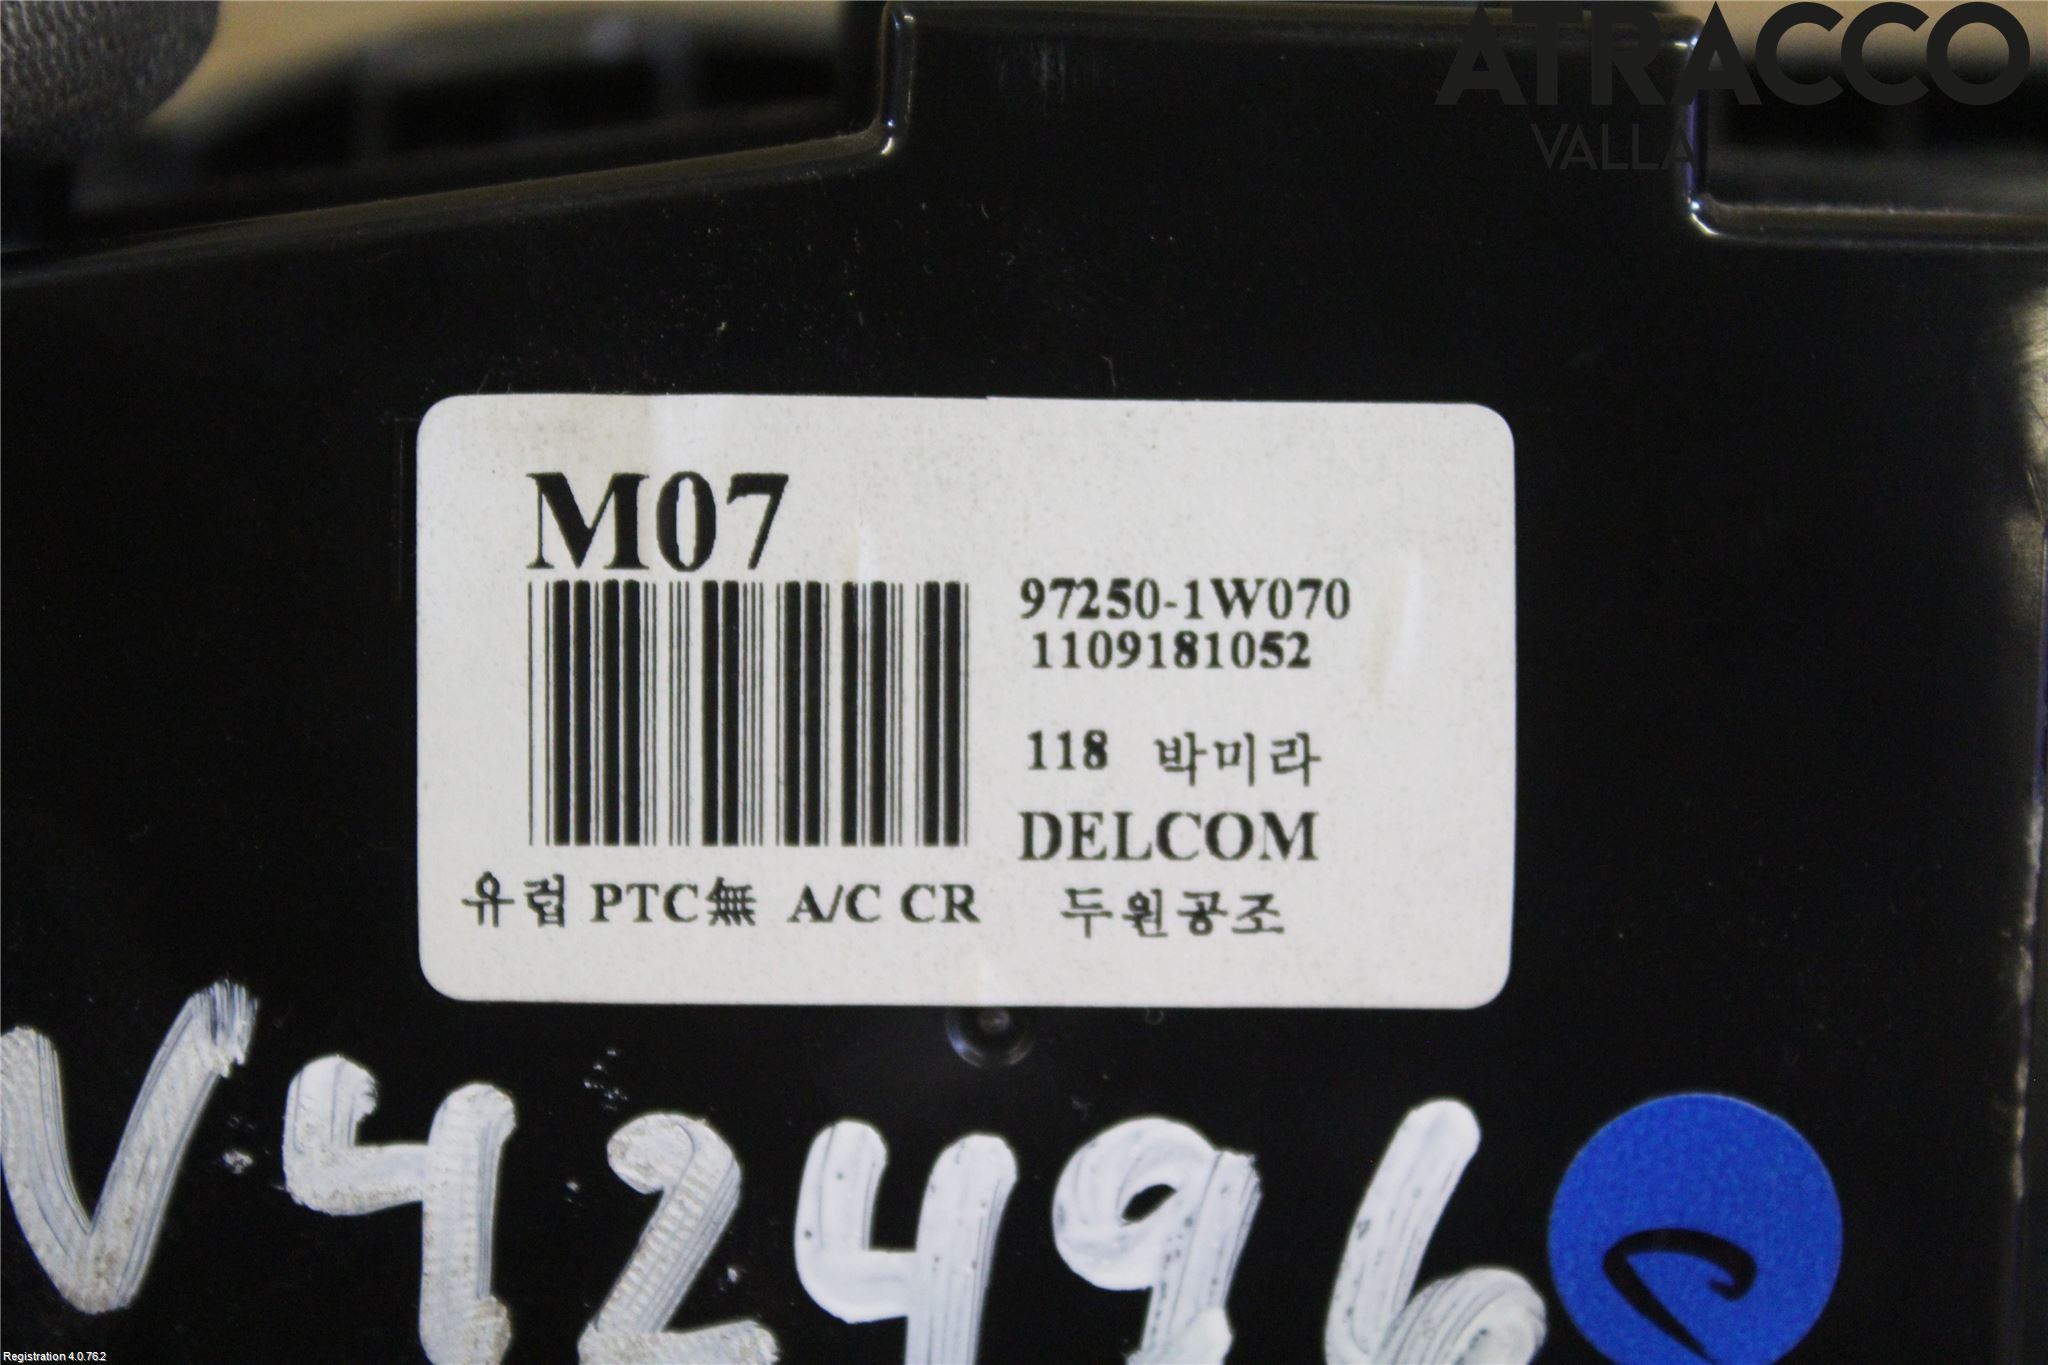 ATRACCO
VALLA
M07
97250-1W070
1109181052
118 박미라
DELCOM
유럽 PTC無 A/C CR
두원공조
V42496
Registration 4.0.76.2